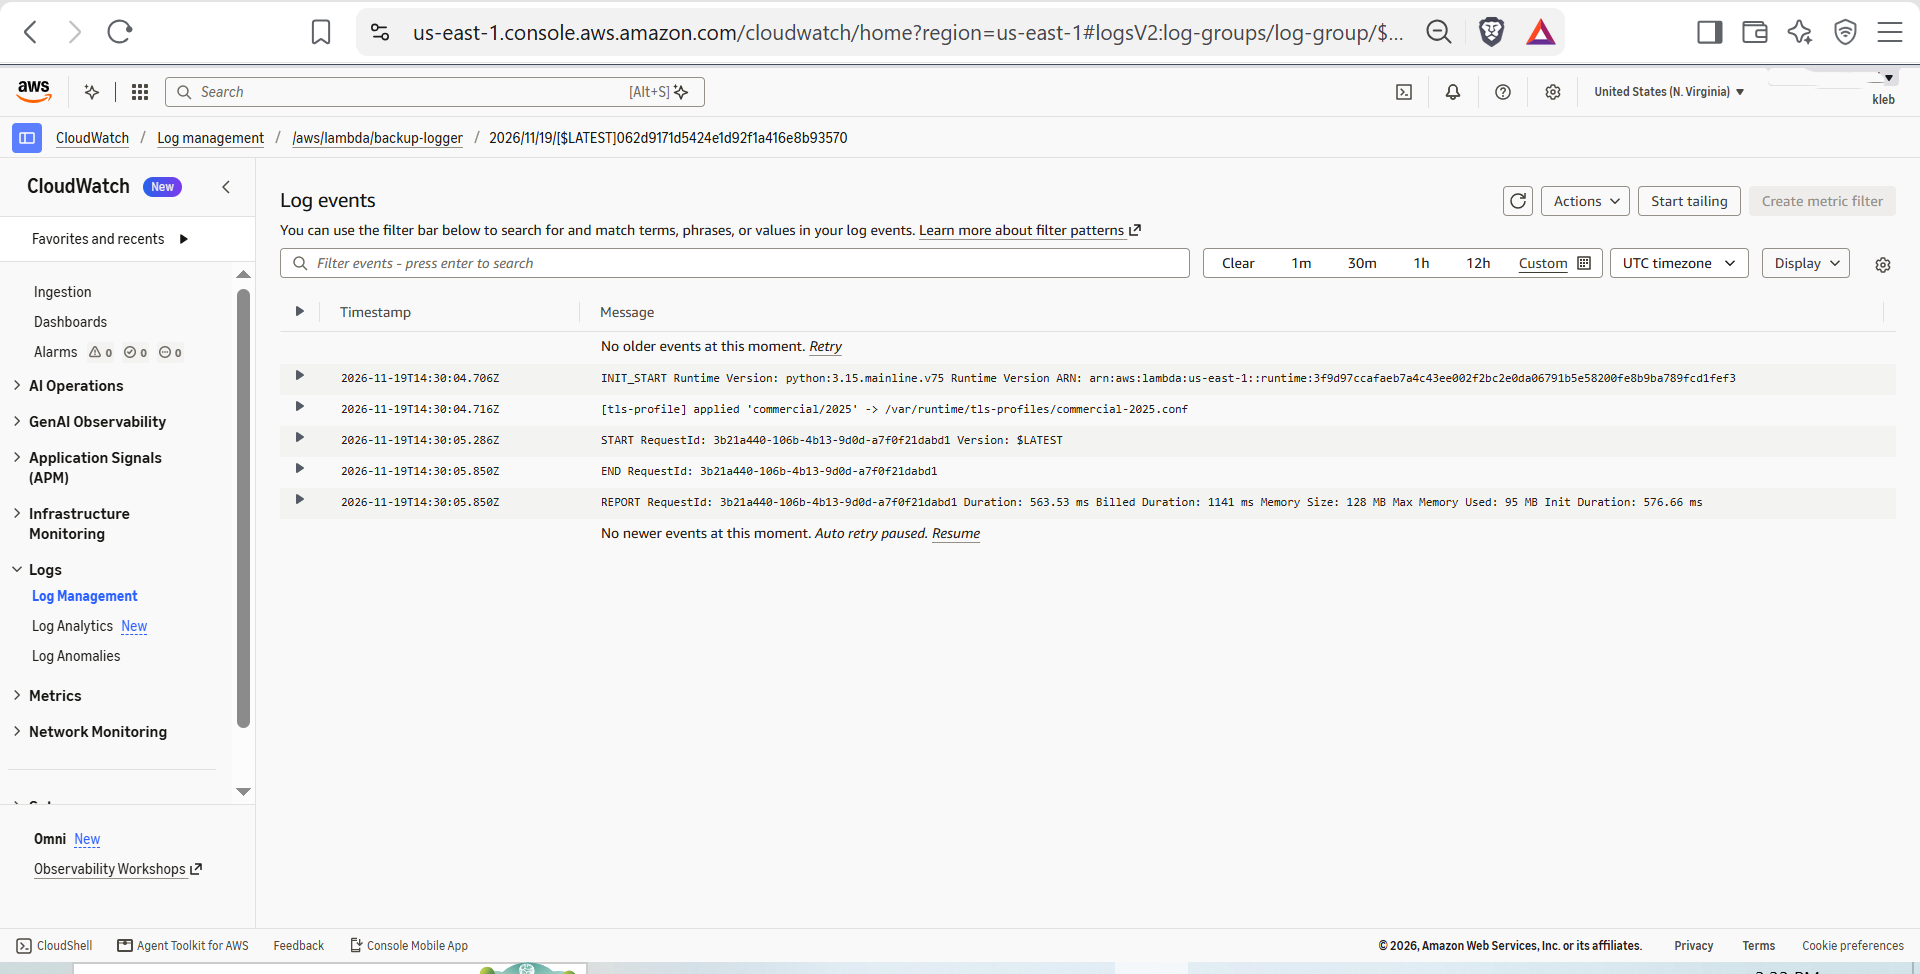 us-east-1.console.aws.amazon.com/cloudwatch/home?region=us-east-1#logsV2:log-groups/log-group/$...
aws
Search [Alt+S]
United States (N. Virginia)
kleb
CloudWatch / Log management / /aws/lambda/backup-logger / 2026/11/19/[$LATEST]062d9171d5424e1d92f1a416e8b93570
CloudWatch New
Favorites and recents
Ingestion
Dashboards
Alarms 0 0 0
AI Operations
GenAI Observability
Application Signals
(APM)
Infrastructure
Monitoring
Logs
Log Management
Log Analytics New
Log Anomalies
Metrics
Network Monitoring
Omni New
Observability Workshops
Log events
Actions
Start tailing
Create metric filter
You can use the filter bar below to search for and match terms, phrases, or values in your log events. Learn more about filter patterns
Filter events - press enter to search
Clear 1m 30m 1h 12h Custom
UTC timezone
Display
Timestamp Message
No older events at this moment. Retry
2026-11-19T14:30:04.706Z INIT_START Runtime Version: python:3.15.mainline.v75 Runtime Version ARN: arn:aws:lambda:us-east-1::runtime:3f9d97ccafaeb7a4c43ee002f2bc2e0da06791b5e58200fe8b9ba789fcd1fef3
2026-11-19T14:30:04.716Z [tls-profile] applied 'commercial/2025' -> /var/runtime/tls-profiles/commercial-2025.conf
2026-11-19T14:30:05.286Z START RequestId: 3b21a440-106b-4b13-9d0d-a7f0f21dabd1 Version: $LATEST
2026-11-19T14:30:05.850Z END RequestId: 3b21a440-106b-4b13-9d0d-a7f0f21dabd1
2026-11-19T14:30:05.850Z REPORT RequestId: 3b21a440-106b-4b13-9d0d-a7f0f21dabd1 Duration: 563.53 ms Billed Duration: 1141 ms Memory Size: 128 MB Max Memory Used: 95 MB Init Duration: 576.66 ms
No newer events at this moment. Auto retry paused. Resume
CloudShell Agent Toolkit for AWS Feedback Console Mobile App
© 2026, Amazon Web Services, Inc. or its affiliates. Privacy Terms Cookie preferences